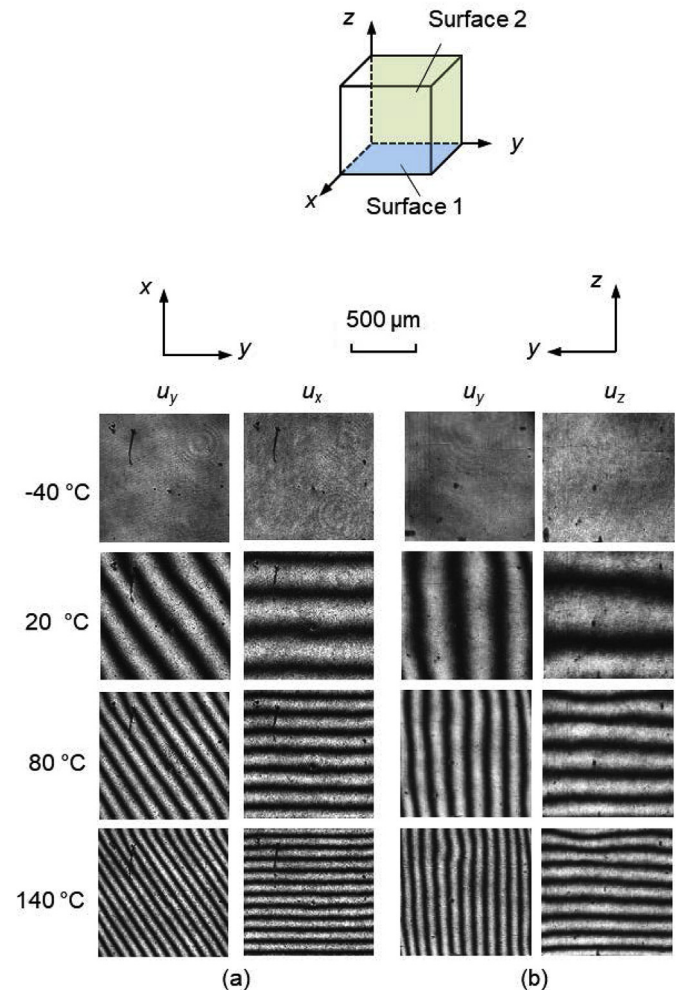 z
Surface 2
y
x
Surface 1
x
y
500 µm
z
y
u_y u_x u_y u_z
-40 °C
20 °C
80 °C
140 °C
(a) (b)